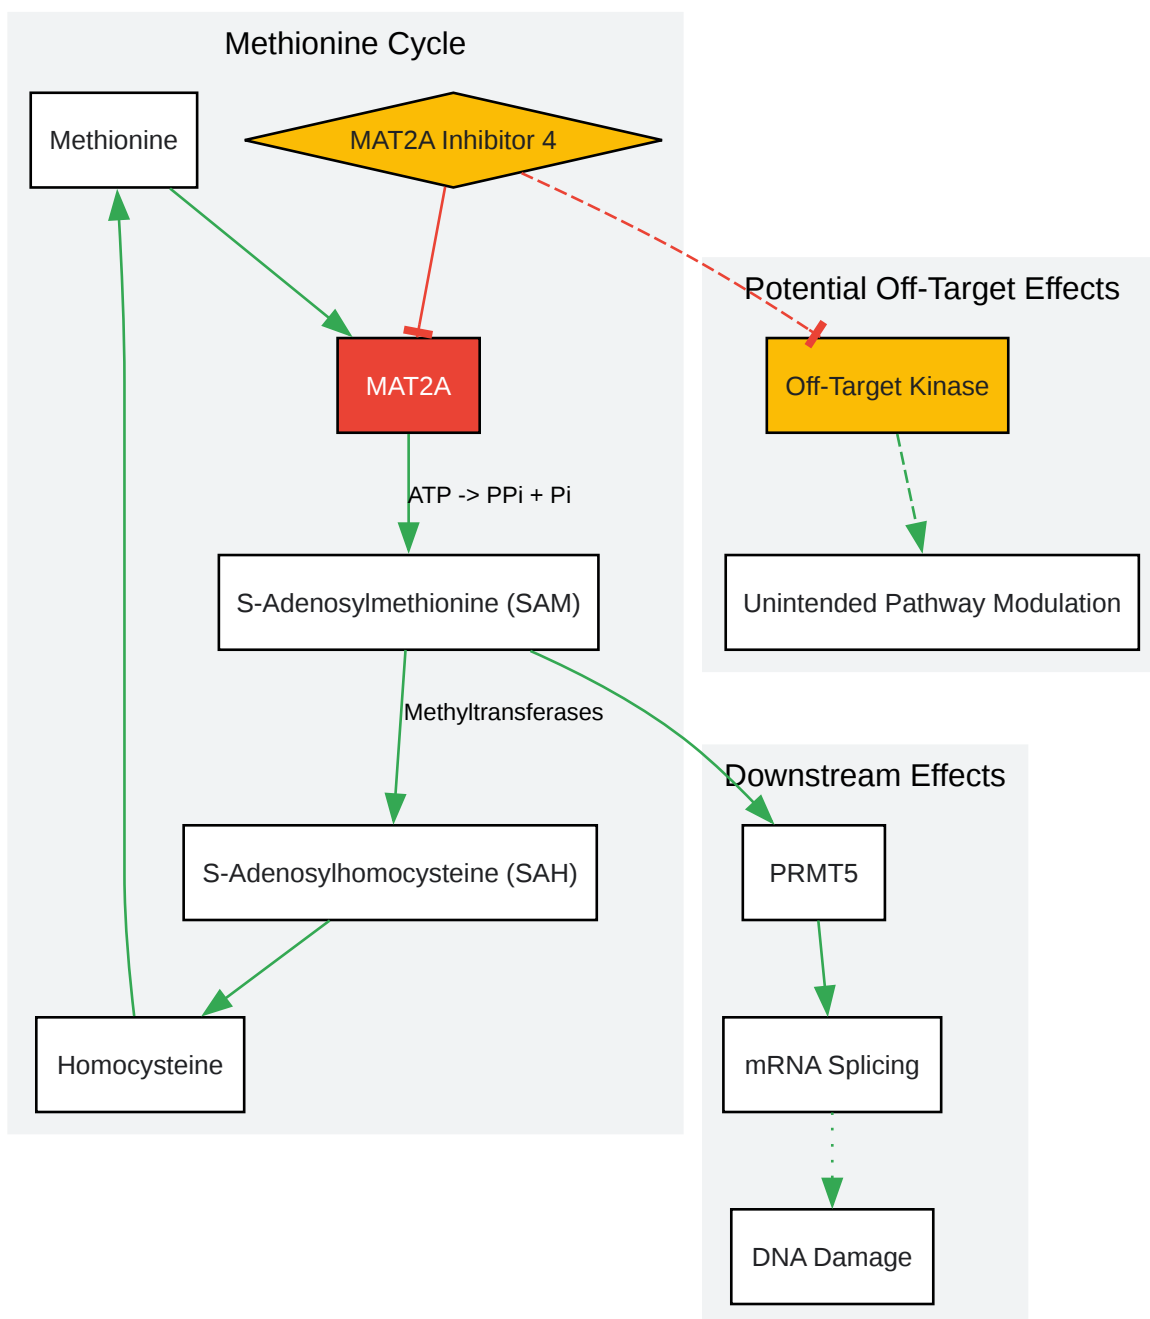 Methionine Cycle
Methionine
MAT2A Inhibitor 4
Potential Off-Target Effects
MAT2A
Off-Target Kinase
ATP -> PPi + Pi
S-Adenosylmethionine (SAM)
Unintended Pathway Modulation
Methyltransferases
Downstream Effects
S-Adenosylhomocysteine (SAH)
PRMT5
Homocysteine
mRNA Splicing
DNA Damage